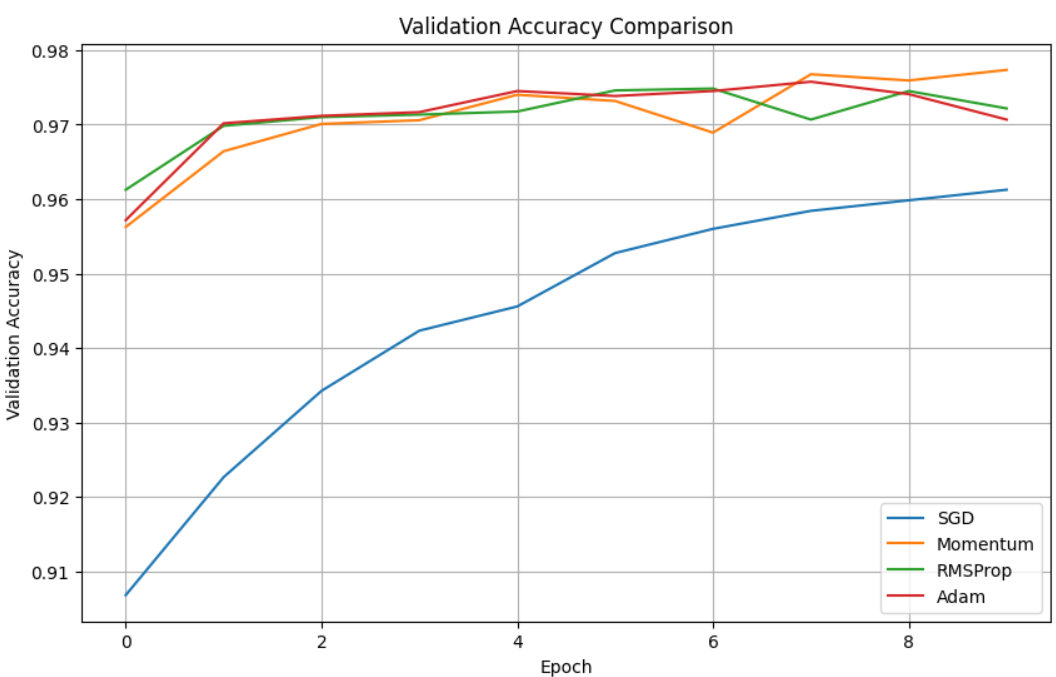 Validation Accuracy Comparison
0.98
0.97
0.96
0.95
0.94
0.93
0.92
0.91
Validation Accuracy
0
2
4
6
8
Epoch
SGD
Momentum
RMSProp
Adam